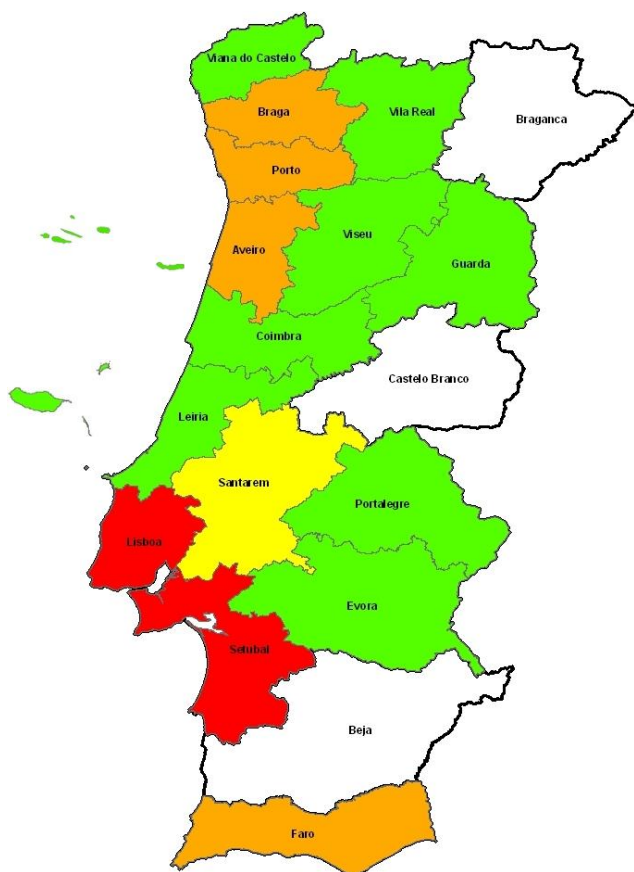 Viana do Castelo
Braga
Vila Real
Braganca
Porto
Aveiro
Viseu
Guarda
Coimbra
Castelo Branco
Leiria
Santarem
Portalegre
Lisboa
Evora
Setubal
Beja
Faro